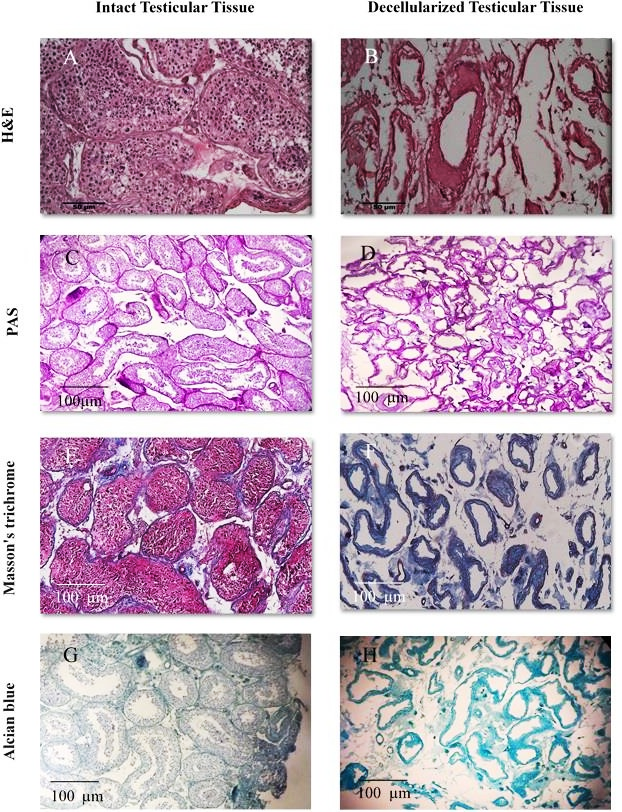 Intact Testicular Tissue
Decellularized Testicular Tissue
H&E
A
50 µm
B
50 µm
PAS
C
100µm
D
100 µm
Masson's trichrome
E
100 µm
F
100 µm
Alcian blue
G
100 µm
H
100 µm